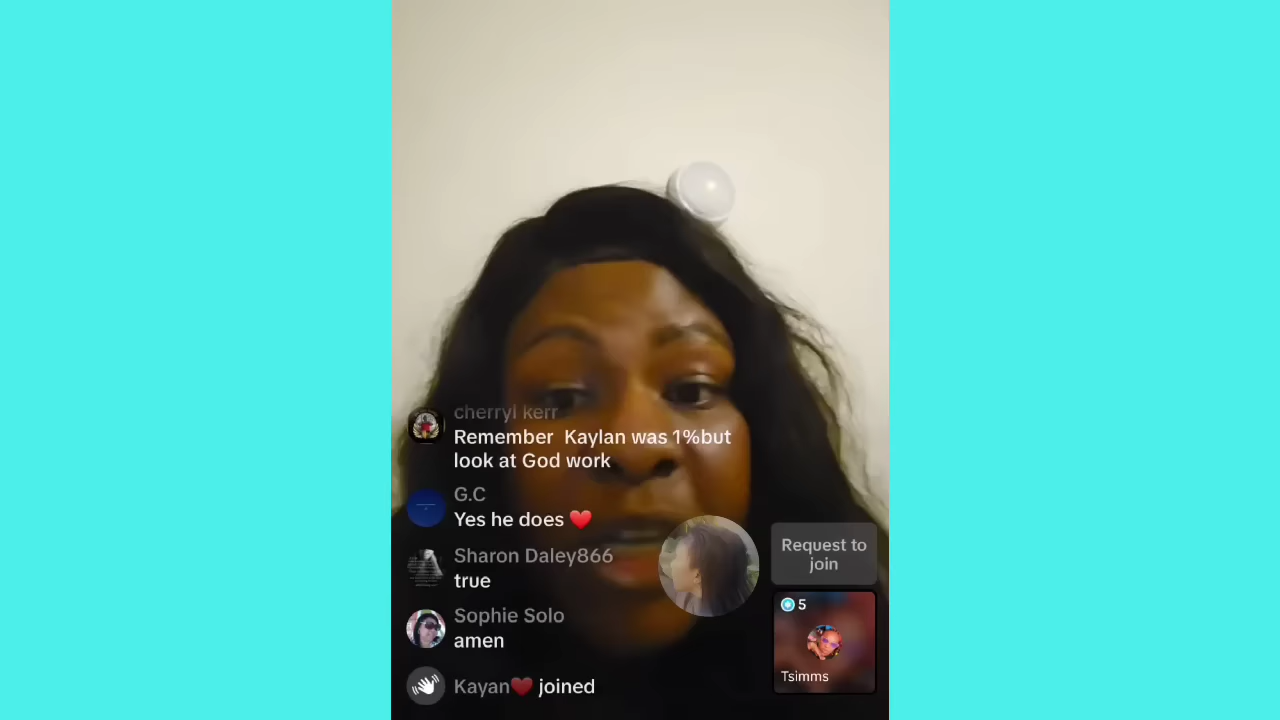 cherryl kerr
Remember Kaylan was 1%but
look at God work
G.C
Yes he does ❤️
Sharon Daley866
true
Sophie Solo
amen
Kayan❤️ joined
Request to
join
5
Tsimms